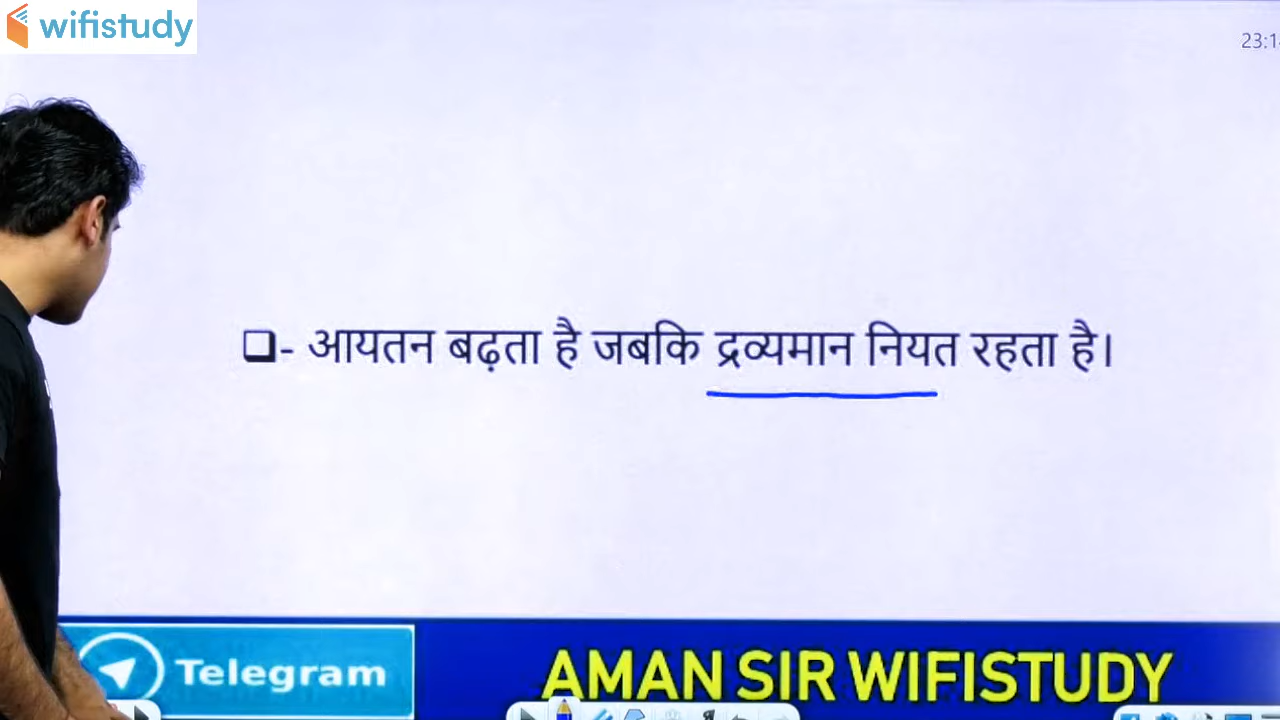 wifistudy
23:1
❑- आयतन बढ़ता है जबकि द्रव्यमान नियत रहता है।
Telegram
AMAN SIR WIFISTUDY